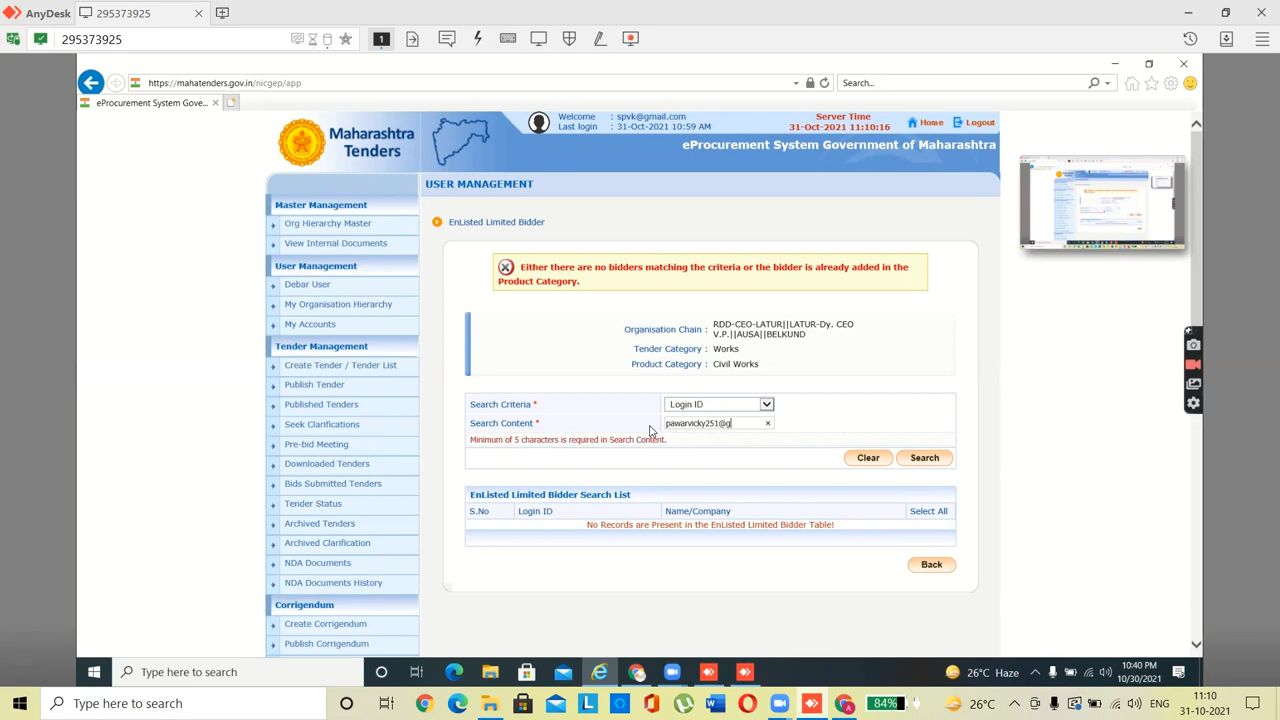 AnyDesk
295373925
295373925
1
https://mahatenders.gov.in/nicgep/app
Search...
eProcurement System Gove...
Maharashtra
Tenders
Welcome : spvk@gmail.com
Last login : 31-Oct-2021 10:59 AM
Server Time
31-Oct-2021 11:10:16
Home
Logout
eProcurement System Government of Maharashtra
USER MANAGEMENT
Master Management
Org Hierarchy Master
View Internal Documents
User Management
Debar User
My Organisation Hierarchy
My Accounts
Tender Management
Create Tender / Tender List
Publish Tender
Published Tenders
Seek Clarifications
Pre-bid Meeting
Downloaded Tenders
Bids Submitted Tenders
Tender Status
Archived Tenders
Archived Clarification
NDA Documents
NDA Documents History
Corrigendum
Create Corrigendum
Publish Corrigendum
EnListed Limited Bidder
Either there are no bidders matching the criteria or the bidder is already added in the
Product Category.
Organisation Chain : RDD-CEO-LATUR||LATUR-Dy. CEO
V.P.||AUSA||BELKUND
Tender Category : Works
Product Category : Civil Works
Search Criteria * Login ID
Search Content * pawarvicky251@g
Minimum of 5 characters is required in Search Content.
Clear Search
EnListed Limited Bidder Search List
S.No Login ID Name/Company Select All
No Records are Present in the EnListed Limited Bidder Table!
Back
Type here to search
26°C Haze
10:40 PM
10/30/2021
Type here to search
84%
26°C
ENG
11:10
31-10-2021